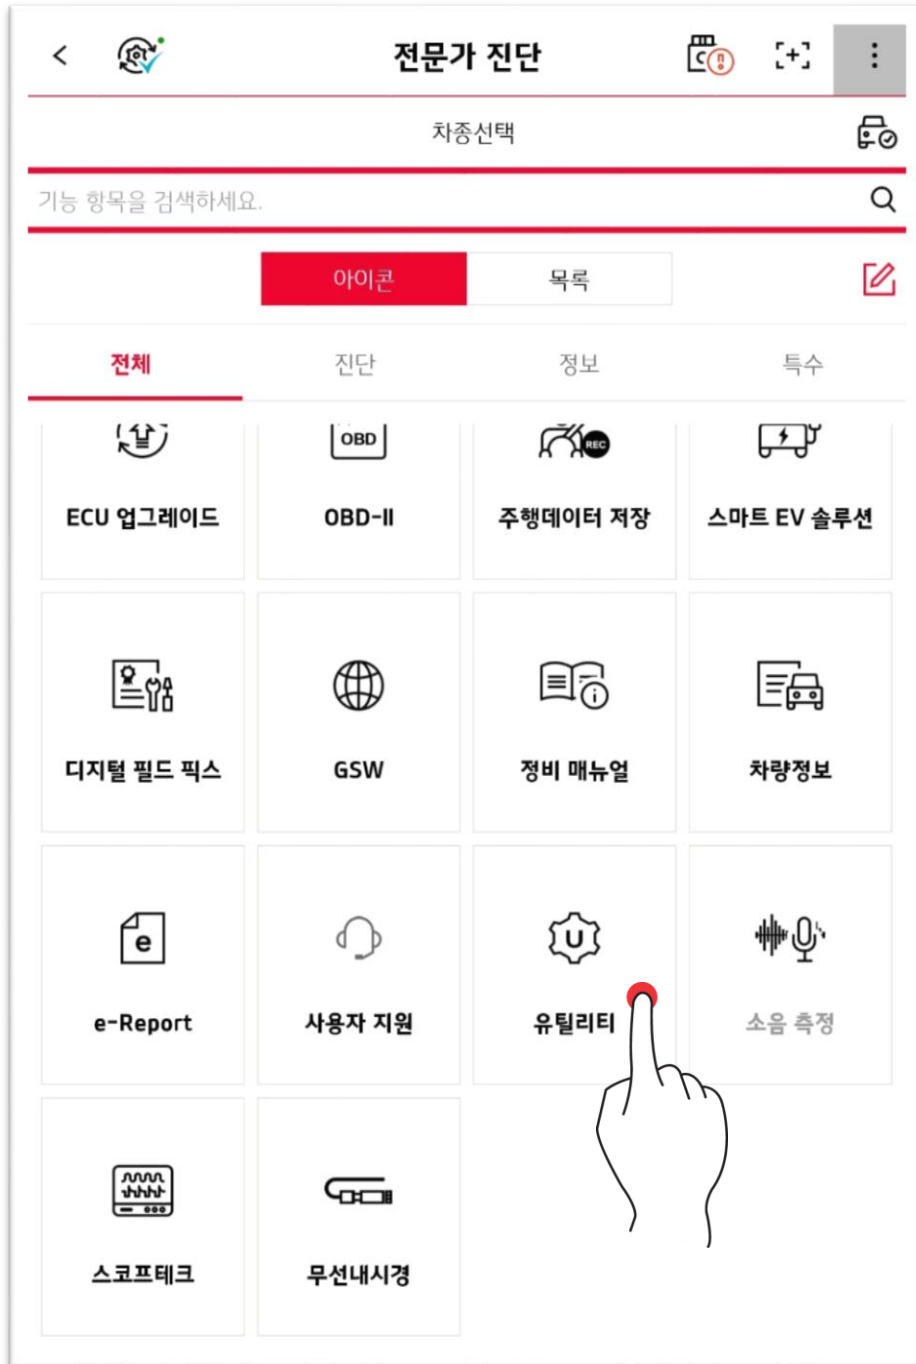 전문가 진단
차종선택
기능 항목을 검색하세요.
아이콘 목록
전체 진단 정보 특수
OBD REC
ECU 업그레이드 OBD-II 주행데이터 저장 스마트 EV 솔루션
디지털 필드 픽스 GSW 정비 매뉴얼 차량정보
e U
e-Report 사용자 지원 유틸리티 소음 측정
스코프테크 무선내시경